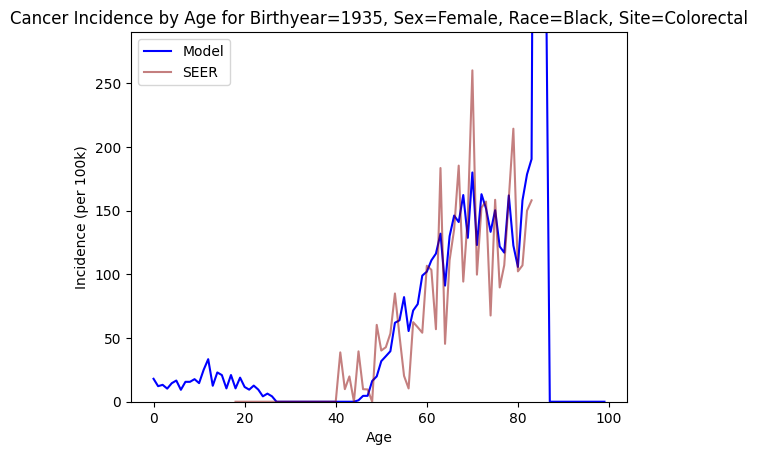 Cancer Incidence by Age for Birthyear=1935, Sex=Female, Race=Black, Site=Colorectal
Model
SEER
250
200
150
100
50
0
Incidence (per 100k)
0 20 40 60 80 100
Age